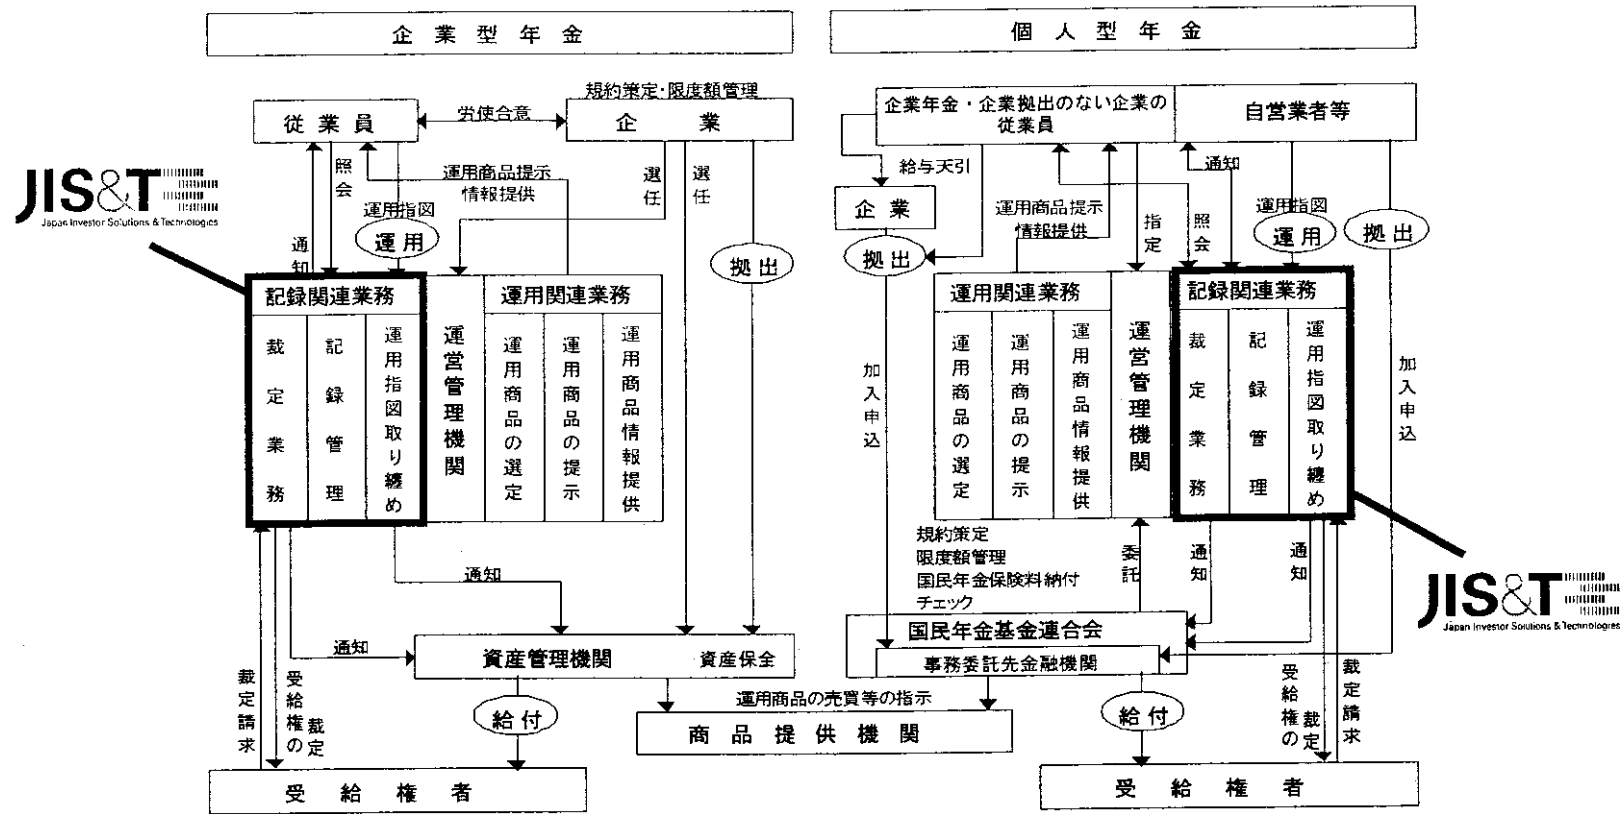 企業型年金
規約策定・限度額管理
従業員
労使合意
企業
JIS&T
Japan Investor Solutions & Technologies
照会
運用商品提示
情報提供
選任
選任
運用指図
運用
通知
拠出
記録関連業務
運用関連業務
裁定業務
記録管理
運用指図取り纏め
運営管理機関
運用商品の選定
運用商品の提示
運用商品情報提供
通知
通知
資産管理機関
資産保全
裁定請求
受給権の裁定
給付
運用商品の売買等の指示
商品提供機関
受給権者
個人型年金
企業年金・企業拠出のない企業の
従業員
自営業者等
給与天引
通知
企業
運用商品提示
情報提供
指定
照会
運用指図
運用
拠出
拠出
運用関連業務
記録関連業務
運用商品の選定
運用商品の提示
運用商品情報提供
運営管理機関
裁定業務
記録管理
運用指図取り纏め
加入申込
加入申込
規約策定
限度額管理
国民年金保険料納付
チェック
委託
通知
通知
JIS&T
Japan Investor Solutions & Technologies
国民年金基金連合会
事務委託先金融機関
給付
受給権の裁定
裁定請求
受給権者